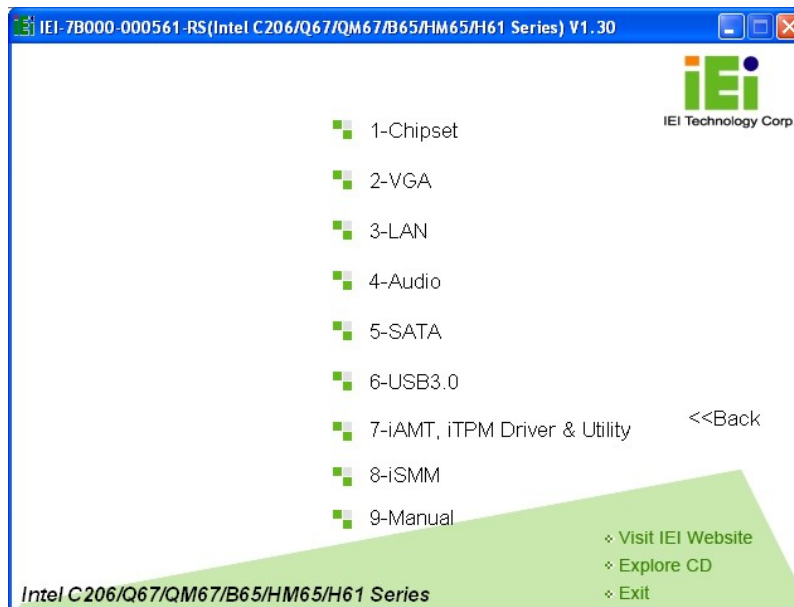 IEI-7B000-000561-RS(Intel C206/Q67/QM67/B65/HM65/H61 Series) V1.30
iEi
IEI Technology Corp.
1-Chipset
2-VGA
3-LAN
4-Audio
5-SATA
6-USB3.0
7-iAMT, iTPM Driver & Utility
<<Back
8-iSMM
9-Manual
Visit IEI Website
Explore CD
Exit
Intel C206/Q67/QM67/B65/HM65/H61 Series